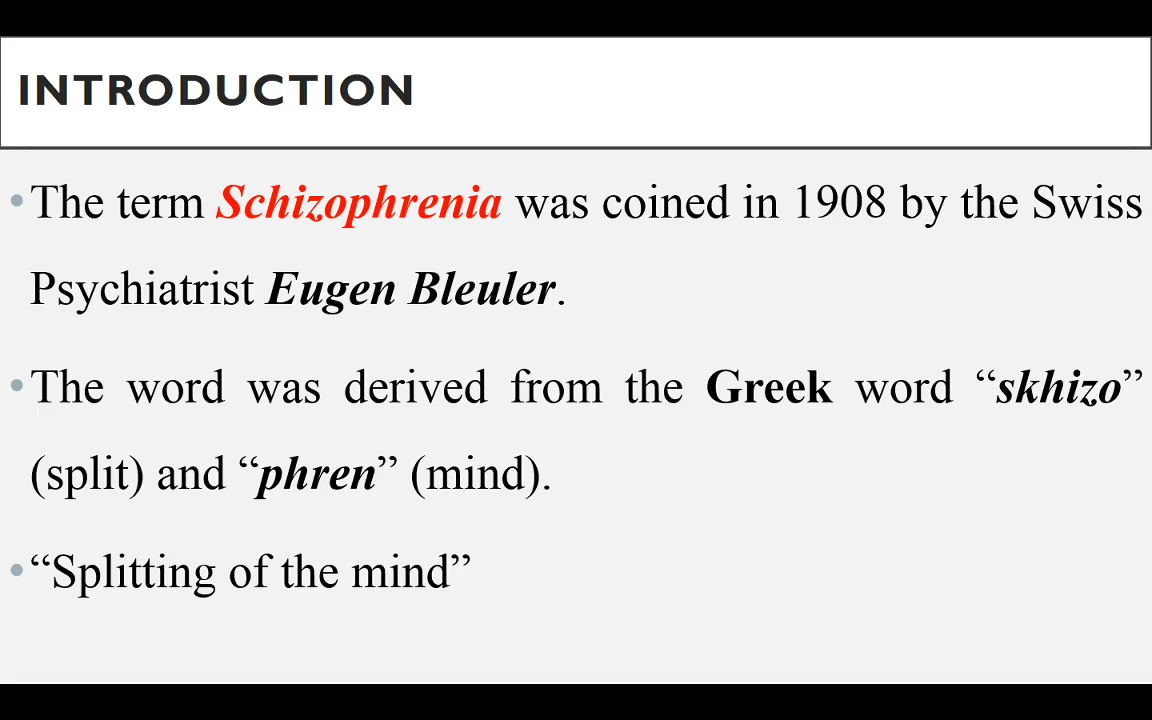 INTRODUCTION
•The term Schizophrenia was coined in 1908 by the Swiss
Psychiatrist Eugen Bleuler.
•The word was derived from the Greek word “skhizo”
(split) and “phren” (mind).
•“Splitting of the mind”